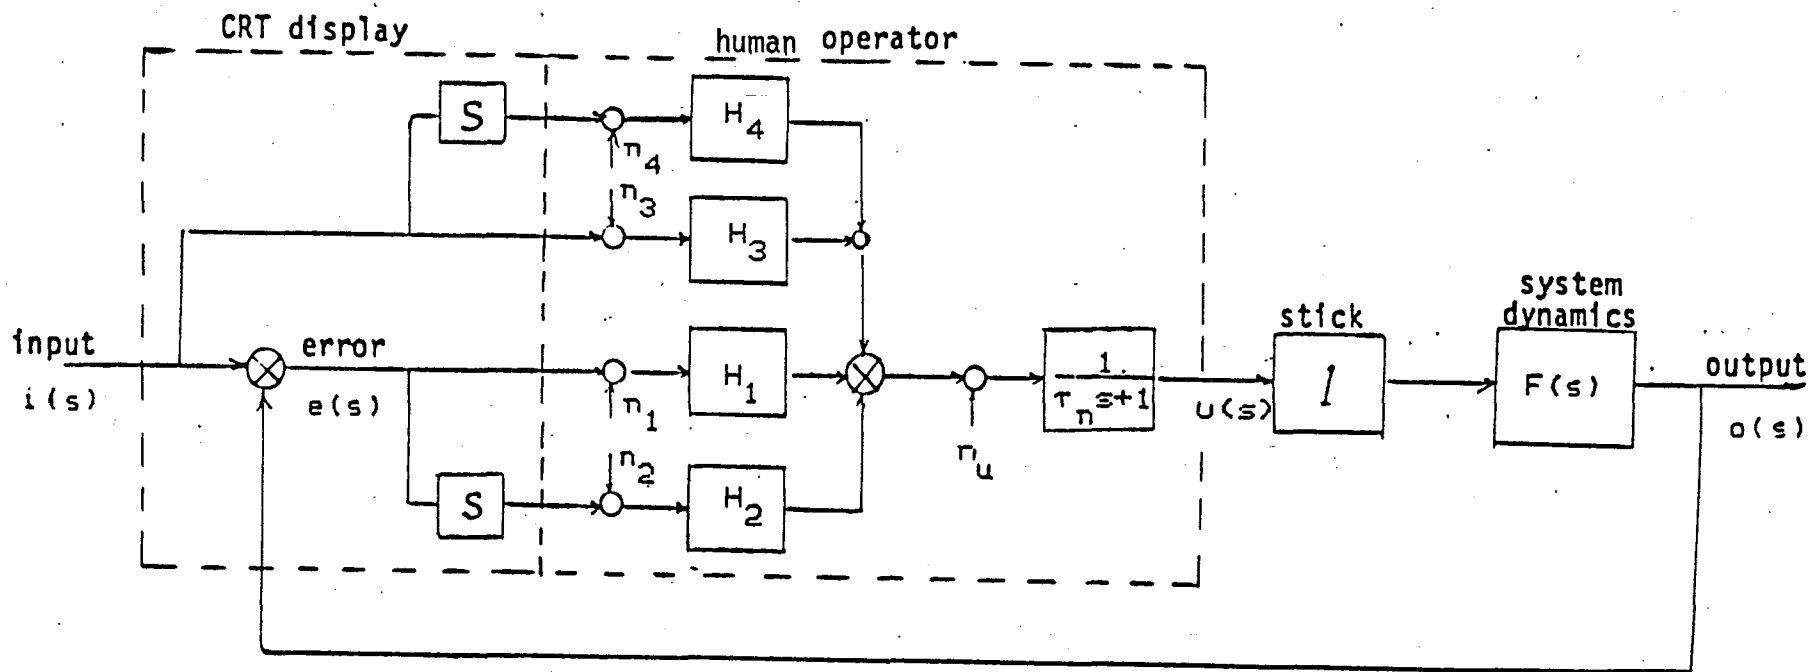 CRT display
human operator
S
H4
n4
n3
H3
system
dynamics
stick
input
error
H1
1.
τn s+1
1
F(s)
output
i(s)
e(s)
n1
u(s)
o(s)
n2
nu
S
H2